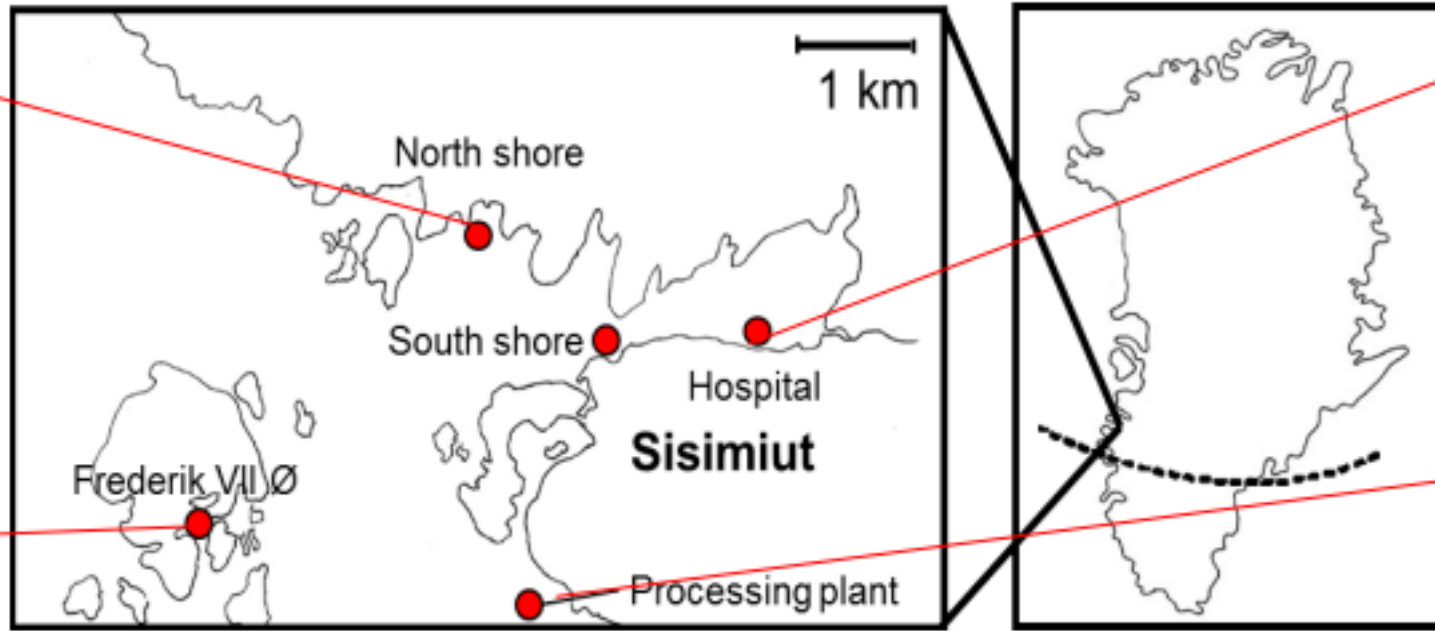 1 km
North shore
South shore
Hospital
Sisimiut
Frederik VII Ø
Processing plant